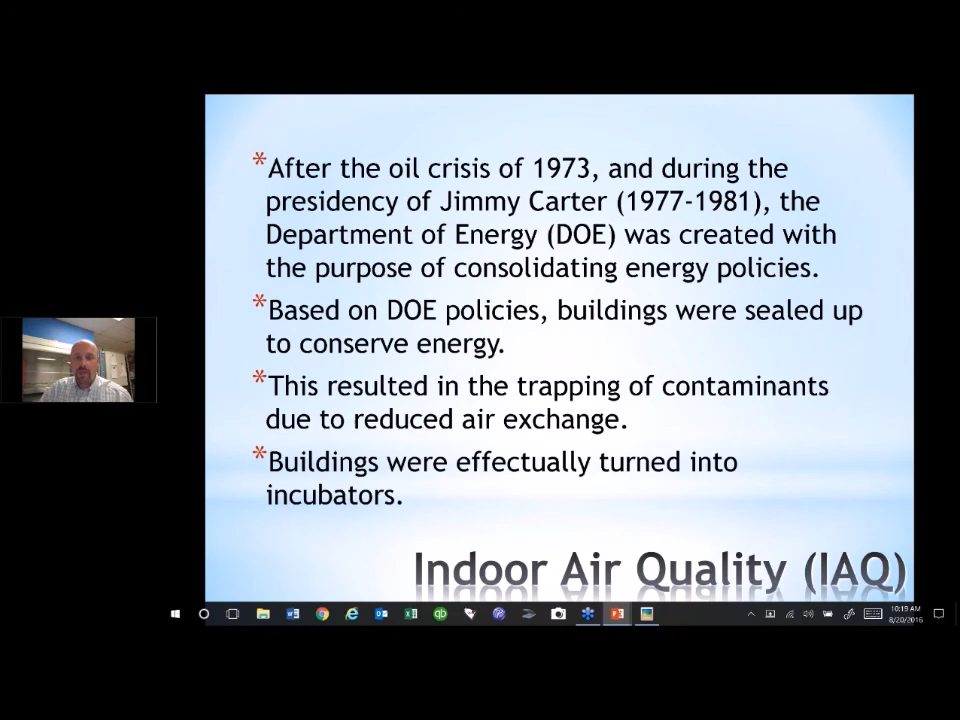 *After the oil crisis of 1973, and during the
presidency of Jimmy Carter (1977-1981), the
Department of Energy (DOE) was created with
the purpose of consolidating energy policies.
*Based on DOE policies, buildings were sealed up
to conserve energy.
*This resulted in the trapping of contaminants
due to reduced air exchange.
*Buildings were effectually turned into
incubators.
Indoor Air Quality (IAQ)
10:19 AM
8/20/2016